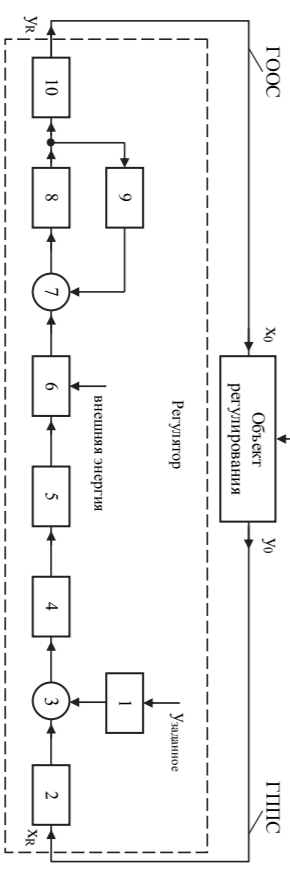 ГООС
x0
Объект
регулирования
y0
ГППС
Регулятор
yR
10
9
8
7
6
внешняя энергия
5
4
3
1
yзаданное
2
xR